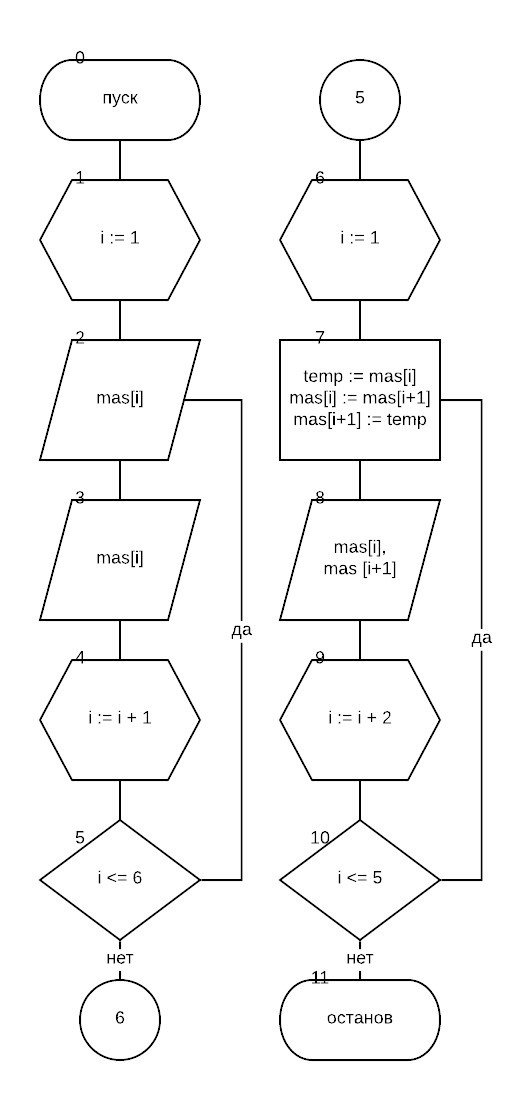 0
пуск
1
i := 1
2
mas[i]
3
mas[i]
4
i := i + 1
да
5
i <= 6
нет
6
5
6
i := 1
7
temp := mas[i]
mas[i] := mas[i+1]
mas[i+1] := temp
8
mas[i],
mas [i+1]
9
i := i + 2
да
10
i <= 5
нет
11
останов